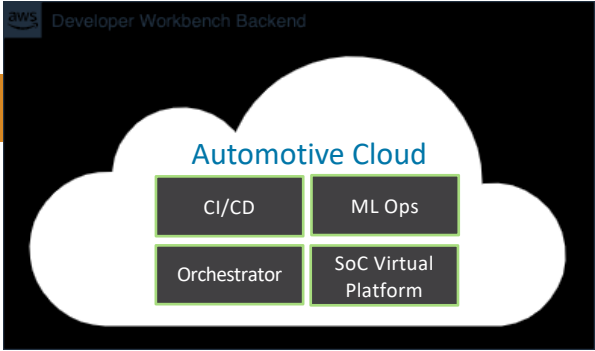 aws Developer Workbench Backend
Automotive Cloud
CI/CD ML Ops
Orchestrator SoC Virtual
Platform